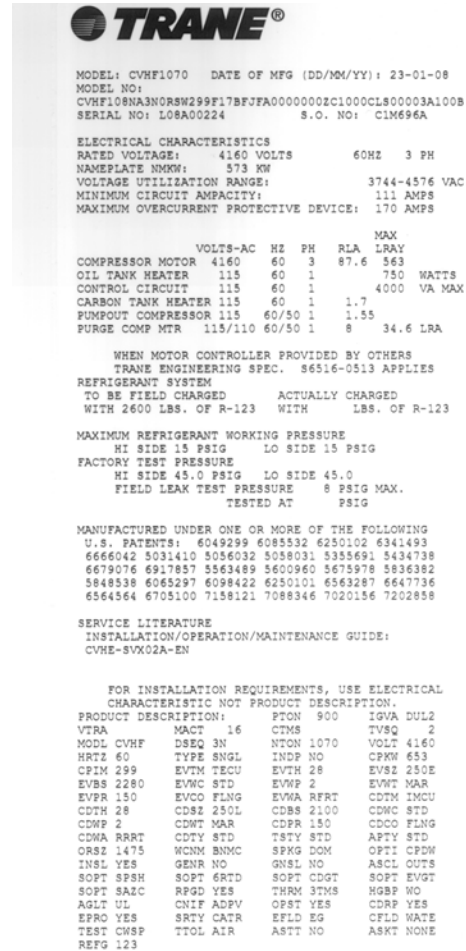 TRANE®
MODEL: CVHF1070 DATE OF MFG (DD/MM/YY): 23-01-08
MODEL NO:
CVHF108NA3N0RSW299F17BFJFA0000000ZC1000CLS00003A100B
SERIAL NO: L08A00224 S.O. NO: C1M696A
ELECTRICAL CHARACTERISTICS
RATED VOLTAGE: 4160 VOLTS 60HZ 3 PH
NAMEPLATE NMKW: 573 KW
VOLTAGE UTILIZATION RANGE: 3744-4576 VAC
MINIMUM CIRCUIT AMPACITY: 111 AMPS
MAXIMUM OVERCURRENT PROTECTIVE DEVICE: 170 AMPS
MAX
VOLTS-AC HZ PH RLA LRAY
COMPRESSOR MOTOR 4160 60 3 87.6 563
OIL TANK HEATER 115 60 1 750 WATTS
CONTROL CIRCUIT 115 60 1 4000 VA MAX
CARBON TANK HEATER 115 60 1 1.7
PUMPOUT COMPRESSOR 115 60/50 1 1.55
PURGE COMP MTR 115/110 60/50 1 8 34.6 LRA
WHEN MOTOR CONTROLLER PROVIDED BY OTHERS
TRANE ENGINEERING SPEC. S6516-0513 APPLIES
REFRIGERANT SYSTEM
TO BE FIELD CHARGED ACTUALLY CHARGED
WITH 2600 LBS. OF R-123 WITH LBS. OF R-123
MAXIMUM REFRIGERANT WORKING PRESSURE
HI SIDE 15 PSIG LO SIDE 15 PSIG
FACTORY TEST PRESSURE
HI SIDE 45.0 PSIG LO SIDE 45.0
FIELD LEAK TEST PRESSURE 8 PSIG MAX.
TESTED AT PSIG
MANUFACTURED UNDER ONE OR MORE OF THE FOLLOWING
U.S. PATENTS: 6049299 6085532 6250102 6341493
6666042 5031410 5056032 5058031 5355691 5434738
6679076 6917857 5563489 5600960 5675978 5836382
5848538 6065297 6098422 6250101 6563287 6647736
6564564 6705100 7158121 7088346 7020156 7202858
SERVICE LITERATURE
INSTALLATION/OPERATION/MAINTENANCE GUIDE:
CVHE-SVX02A-EN
FOR INSTALLATION REQUIREMENTS, USE ELECTRICAL
CHARACTERISTIC NOT PRODUCT DESCRIPTION.
PRODUCT DESCRIPTION: PTON 900 IGVA DUL2
VTRA MACT 16 CTMS TVSQ 2
MODL CVHF DSEQ 3N NTON 1070 VOLT 4160
HRTZ 60 TYPE SNGL INDP NO CPKW 653
CPIM 299 EVTM TECU EVTH 28 EVSZ 250E
EVBS 2280 EVWC STD EVWP 2 EVWT MAR
EVPR 150 EVCO FLNG EVWA RFRT CDTM IMCU
CDTH 28 CDSZ 250L CDBS 2100 CDWC STD
CDWP 2 CDWT MAR CDPR 150 CDCO FLNG
CDWA RRRT CDTY STD TSTY STD APTY STD
ORSZ 1475 WCNM BNMC SPKG DOM OPTI CPDW
INSL YES GENR NO GNSL NO ASCL OUTS
SOPT SPSH SOPT 6RTD SOPT CDGT SOPT EVGT
SOPT SAZC RPGD YES THRM 3TMS HGBP WO
AGLT UL CNIF ADPV OPST YES CDRP YES
EPRO YES SRTY CATR EFLD EG CFLD WATE
TEST CWSP TTOL AIR ASTT NO ASKT NONE
REFG 123